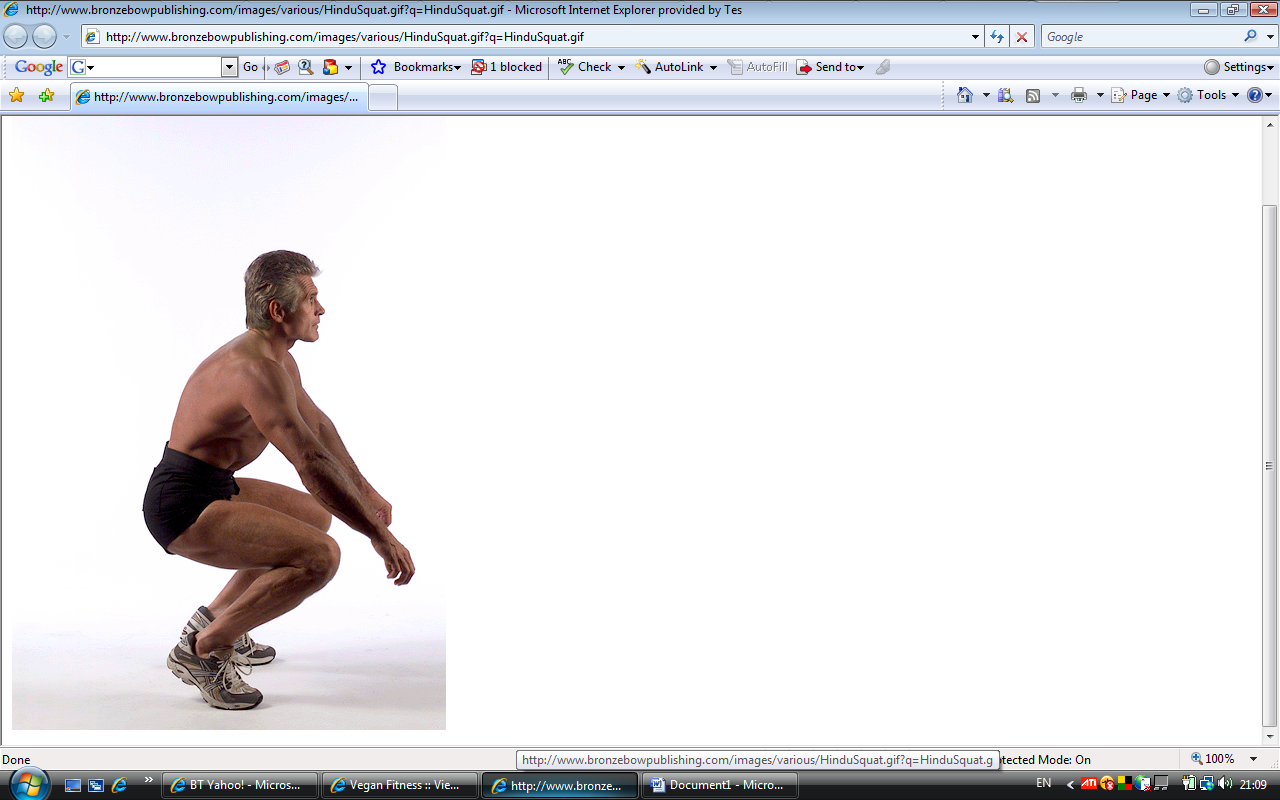 http://www.bronzebowpublishing.com/images/various/HinduSquat.gif?q=HinduSquat.gif - Microsoft Internet Explorer provided by Tes
http://www.bronzebowpublishing.com/images/various/HinduSquat.gif?q=HinduSquat.gif Google
Google G Go Bookmarks 1 blocked ABC Check AutoLink AutoFill Send to Settings
http://www.bronzebowpublishing.com/images/... Page Tools
Done http://www.bronzebowpublishing.com/images/various/HinduSquat.gif?q=HinduSquat.g tected Mode: On 100%
BT Yahoo! - Micros... Vegan Fitness :: Vie... http://www.bronze... Document1 - Micro... EN ATI 21:09